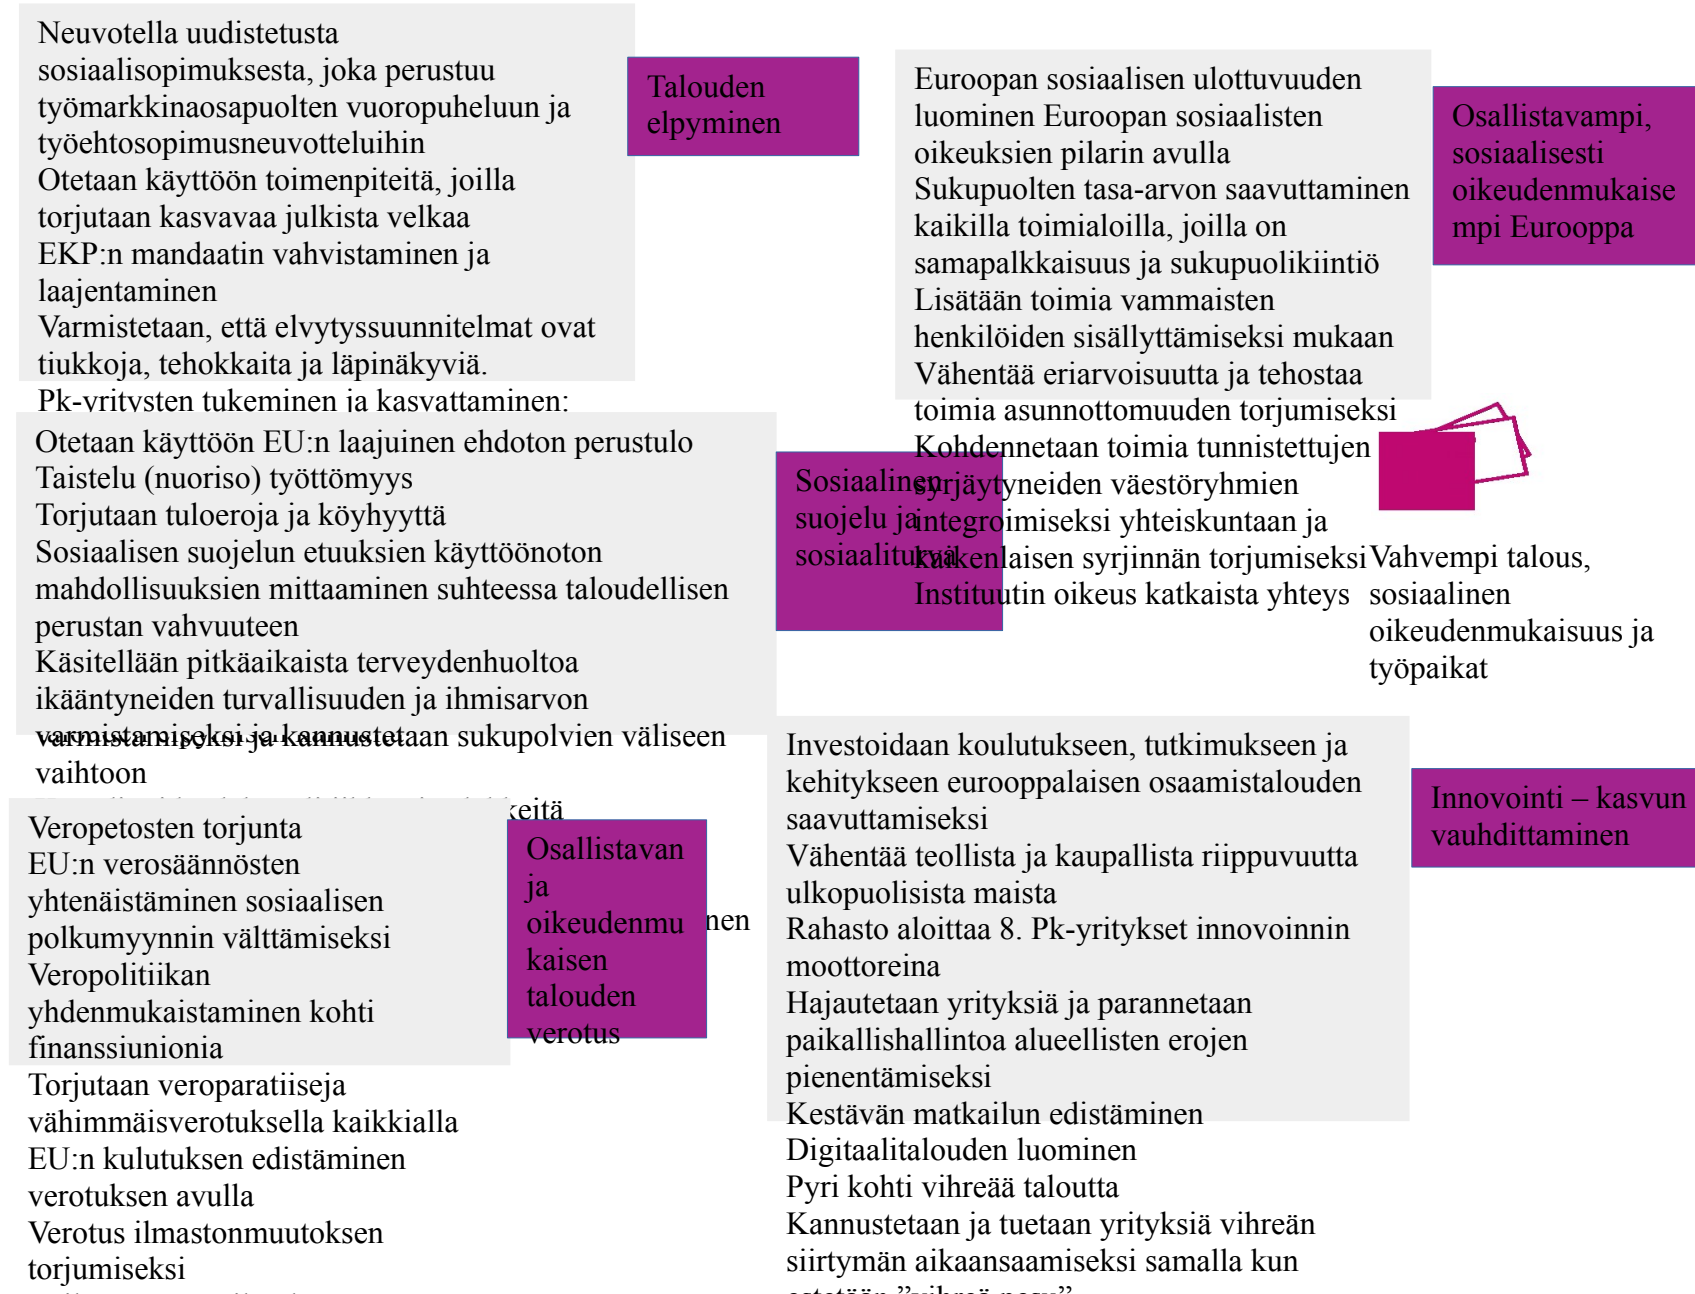 Neuvotella uudistetusta
sosiaalisopimuksesta, joka perustuu
työmarkkinaosapuolten vuoropuheluun ja
työehtosopimusneuvotteluihin
Otetaan käyttöön toimenpiteitä, joilla
torjutaan kasvavaa julkista velkaa
EKP:n mandaatin vahvistaminen ja
laajentaminen
Varmistetaan, että elvytyssuunnitelmat ovat
tiukkoja, tehokkaita ja läpinäkyviä.
Pk-yritysten tukeminen ja kasvattaminen:
Talouden
elpyminen
Euroopan sosiaalisen ulottuvuuden
luominen Euroopan sosiaalisten
oikeuksien pilarin avulla
Sukupuolten tasa-arvon saavuttaminen
kaikilla toimialoilla, joilla on
samapalkkaisuus ja sukupuolikiintiö
Lisätään toimia vammaisten
henkilöiden sisällyttämiseksi mukaan
Vähentää eriarvoisuutta ja tehostaa
toimia asunnottomuuden torjumiseksi
Kohdennetaan toimia tunnistettujen
syrjäytyneiden väestöryhmien
integroimiseksi yhteiskuntaan ja
kaikenlaisen syrjinnän torjumiseksi
Instituutin oikeus katkaista yhteys
Osallistavampi,
sosiaalisesti
oikeudenmukaise
mpi Eurooppa
Otetaan käyttöön EU:n laajuinen ehdoton perustulo
Taistelu (nuoriso) työttömyys
Torjutaan tuloeroja ja köyhyyttä
Sosiaalisen suojelun etuuksien käyttöönoton
mahdollisuuksien mittaaminen suhteessa taloudellisen
perustan vahvuuteen
Käsitellään pitkäaikaista terveydenhuoltoa
ikääntyneiden turvallisuuden ja ihmisarvon
varmistamiseksi ja kannustetaan sukupolvien väliseen
vaihtoon
Sosiaalinen
suojelu ja
sosiaaliturva
Vahvempi talous,
sosiaalinen
oikeudenmukaisuus ja
työpaikat
Veropetosten torjunta
EU:n verosäännösten
yhtenäistäminen sosiaalisen
polkumyynnin välttämiseksi
Veropolitiikan
yhdenmukaistaminen kohti
finanssiunionia
Torjutaan veroparatiiseja
vähimmäisverotuksella kaikkialla
EU:n kulutuksen edistäminen
verotuksen avulla
Verotus ilmastonmuutoksen
torjumiseksi
Osallistavan
ja
oikeudenmu
kaisen
talouden
verotus
Investoidaan koulutukseen, tutkimukseen ja
kehitykseen eurooppalaisen osaamistalouden
saavuttamiseksi
Vähentää teollista ja kaupallista riippuvuutta
ulkopuolisista maista
Rahasto aloittaa 8. Pk-yritykset innovoinnin
moottoreina
Hajautetaan yrityksiä ja parannetaan
paikallishallintoa alueellisten erojen
pienentämiseksi
Kestävän matkailun edistäminen
Digitaalitalouden luominen
Pyri kohti vihreää taloutta
Kannustetaan ja tuetaan yrityksiä vihreän
siirtymän aikaansaamiseksi samalla kun
Innovointi – kasvun
vauhdittaminen